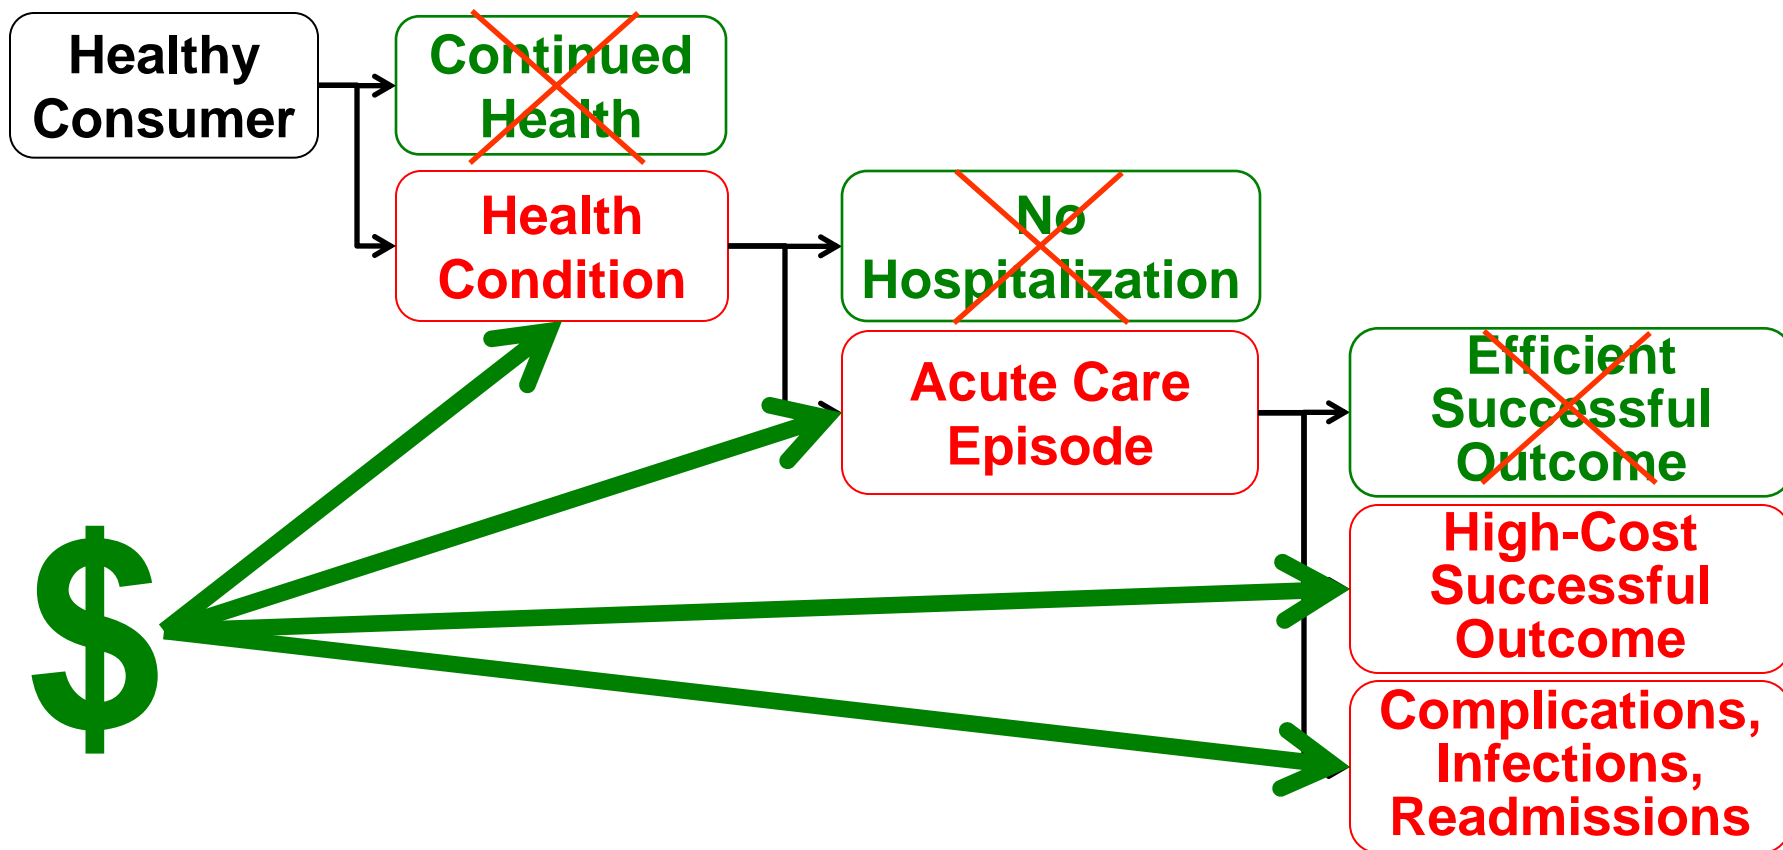 Healthy
Consumer
Continued
Health
Health
Condition
No
Hospitalization
Acute Care
Episode
Efficient
Successful
Outcome
High-Cost
Successful
Outcome
Complications,
Infections,
Readmissions
$